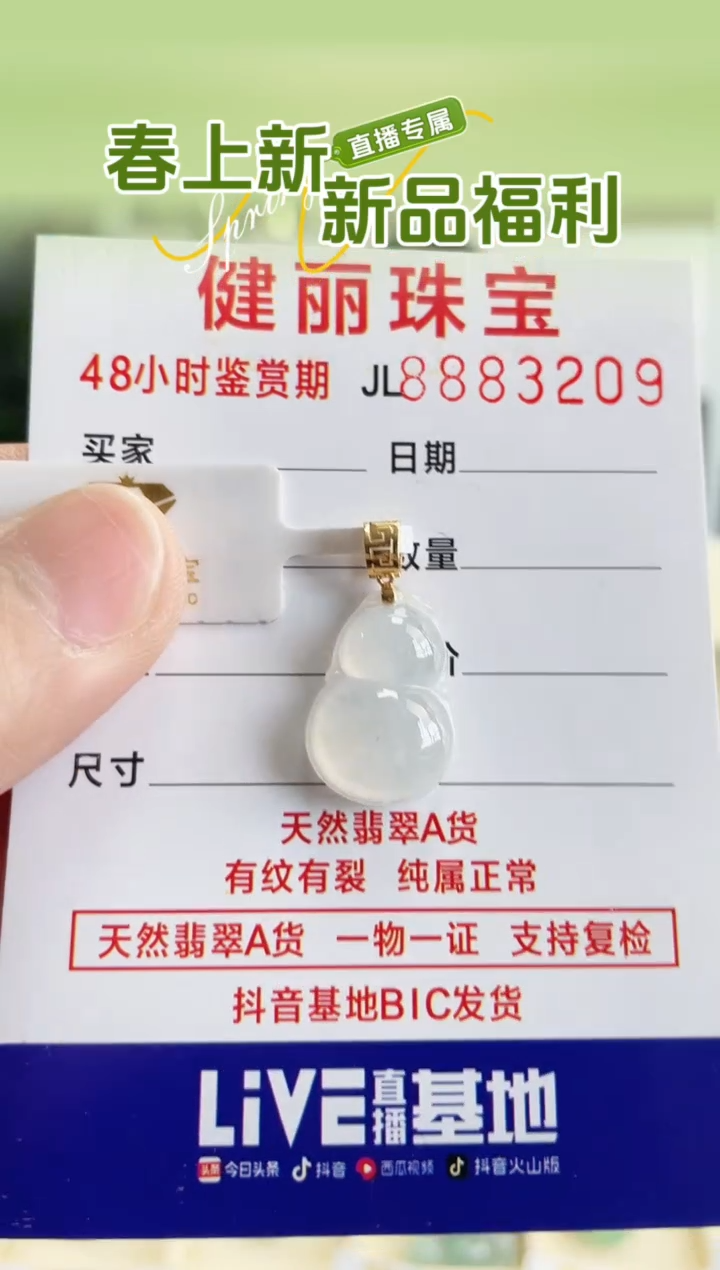 春上新
直播专属
Spring
新品福利
健丽珠宝
48小时鉴赏期 JL8883209
买家
日期
数量
价
尺寸
天然翡翠A货
有纹有裂 纯属正常
天然翡翠A货 一物一证 支持复检
抖音基地BIC发货
LIVE直播基地
头条 今日头条 抖音 西瓜视频 抖音火山版